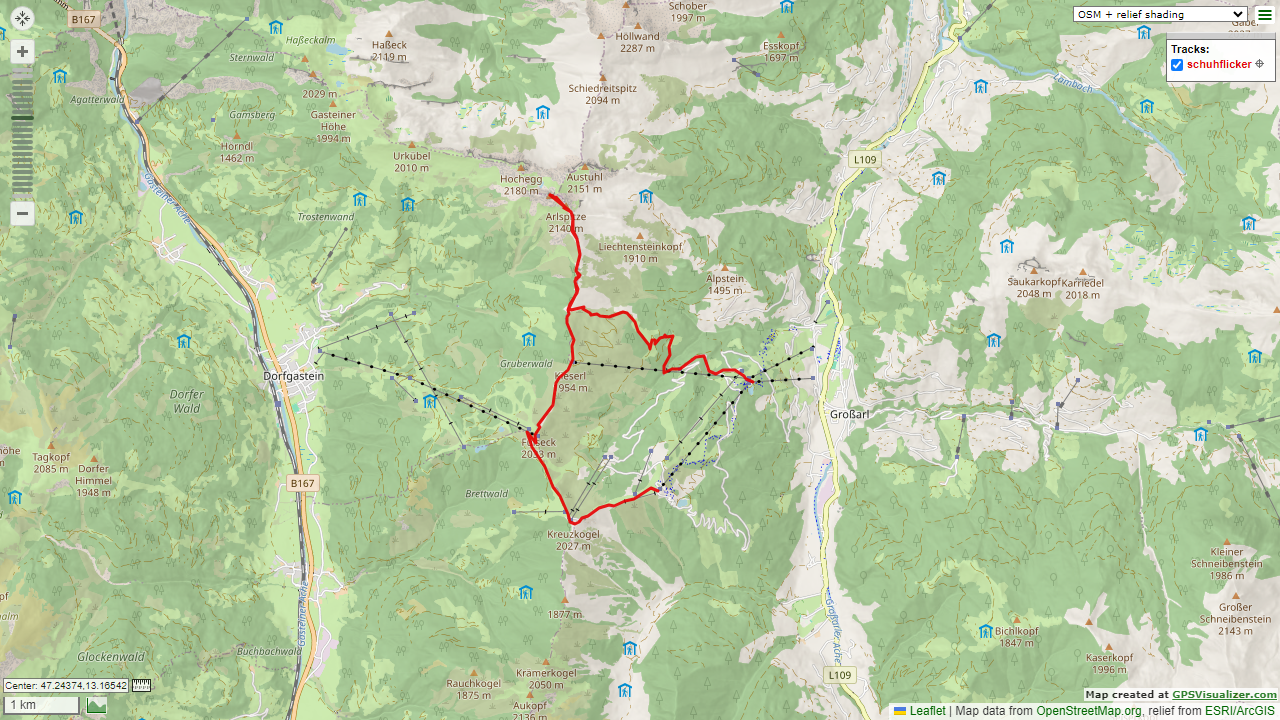 B167
Haßeckalm
Haßeck
2119 m
Sternwald
Agatterwald
Gamsberg
2029 m
Gasteiner
Höhe
1994 m
Hörndl
1462 m
Urkübel
2010 m
Schober
1997 m
Hollwand
2287 m
Esskopf
1697 m
Schiedreitspitz
2094 m
OSM + relief shading
Tracks:
schuhflicker
Lambach
L109
Hochegg
2180 m
Austuhl
2151 m
Arlspitze
2140 m
Trostenwand
Gasteiner Ache
Liechtensteinkopf
1910 m
Alpstein
1495 m
Saukarkopf
2048 m
Karriedel
2018 m
Gruberwald
Dorfgastein
Dorfer
Wald
Großarl
Fulseck
2033 m
Tagkopf
2085 m
Dorfer
Himmel
1948 m
B167
Brettwald
Kreuzkogel
2027 m
Kleiner
Schneibenstein
1986 m
Großer
Schneibenstein
2143 m
1877 m
Gasteiner Ache
Großarler Ache
Bichlkopf
1847 m
Buchbachwald
Glockenwald
Kaserkopf
1996 m
Rauchkogel
1875 m
Krämerkogel
2050 m
Aukopf
2136 m
L109
Center: 47.24374,13.16542
1 km
Map created at GPSVisualizer.com
Leaflet | Map data from OpenStreetMap.org, relief from ESRI/ArcGIS